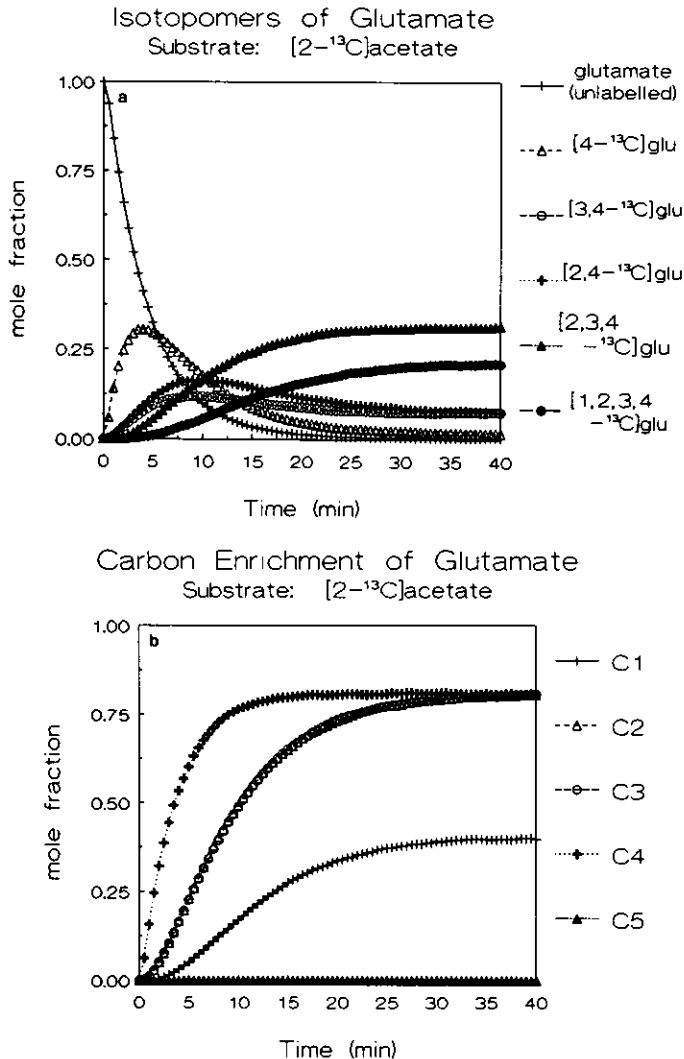 Isotopomers of Glutamate
Substrate: [2-¹³C]acetate
a
1.00
0.75
0.50
0.25
0.00
mole fraction
0 5 10 15 20 25 30 35 40
Time (min)
glutamate
(unlabelled)
[4-¹³C]glu
[3,4-¹³C]glu
[2,4-¹³C]glu
[2,3,4
-¹³C]glu
[1,2,3,4
-¹³C]glu
Carbon Enrichment of Glutamate
Substrate: [2-¹³C]acetate
b
1.00
0.75
0.50
0.25
0.00
mole fraction
0 5 10 15 20 25 30 35 40
Time (min)
C1
C2
C3
C4
C5